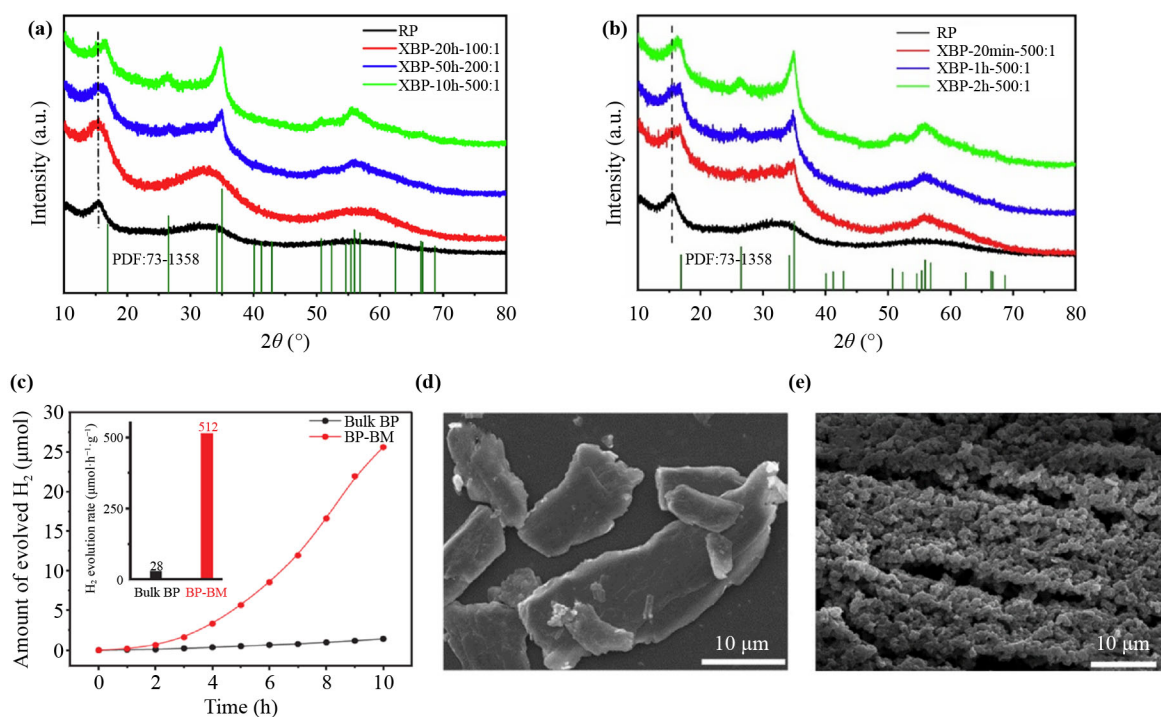 (a)
RP
XBP-20h-100:1
XBP-50h-200:1
XBP-10h-500:1
Intensity (a.u.)
PDF:73-1358
10 20 30 40 50 60 70 80
2θ (°)
(b)
RP
XBP-20min-500:1
XBP-1h-500:1
XBP-2h-500:1
Intensity (a.u.)
PDF:73-1358
10 20 30 40 50 60 70 80
2θ (°)
(c)
Amount of evolved H₂ (μmol)
30
25
20
15
10
5
0
0 2 4 6 8 10
Time (h)
Bulk BP
BP-BM
H₂ evolution rate (μmol·h⁻¹·g⁻¹)
500
250
0
28
512
Bulk BP BP-BM
(d)
10 μm
(e)
10 μm